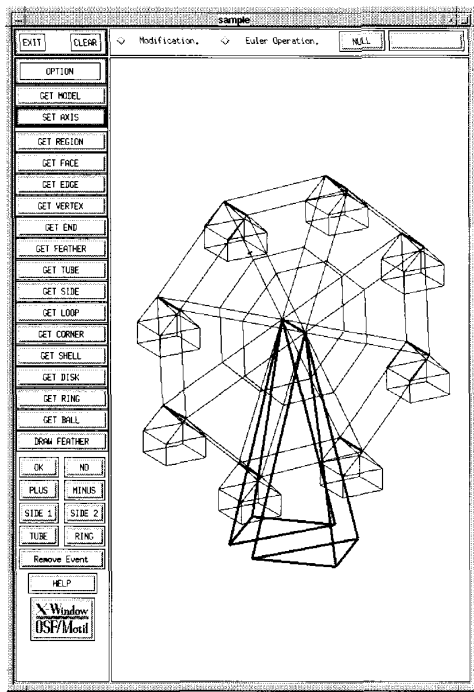 sample
EXIT CLEAR
Modification. Euler Operation. NULL
OPTION
GET MODEL
SET AXIS
GET REGION
GET FACE
GET EDGE
GET VERTEX
GET END
GET FEATHER
GET TUBE
GET SIDE
GET LOOP
GET CORNER
GET SHELL
GET DISK
GET RING
GET BALL
DRAW FEATHER
OK NO
PLUS MINUS
SIDE 1 SIDE 2
TUBE RING
Remove Event
HELP
X-Window
OSF/Motif